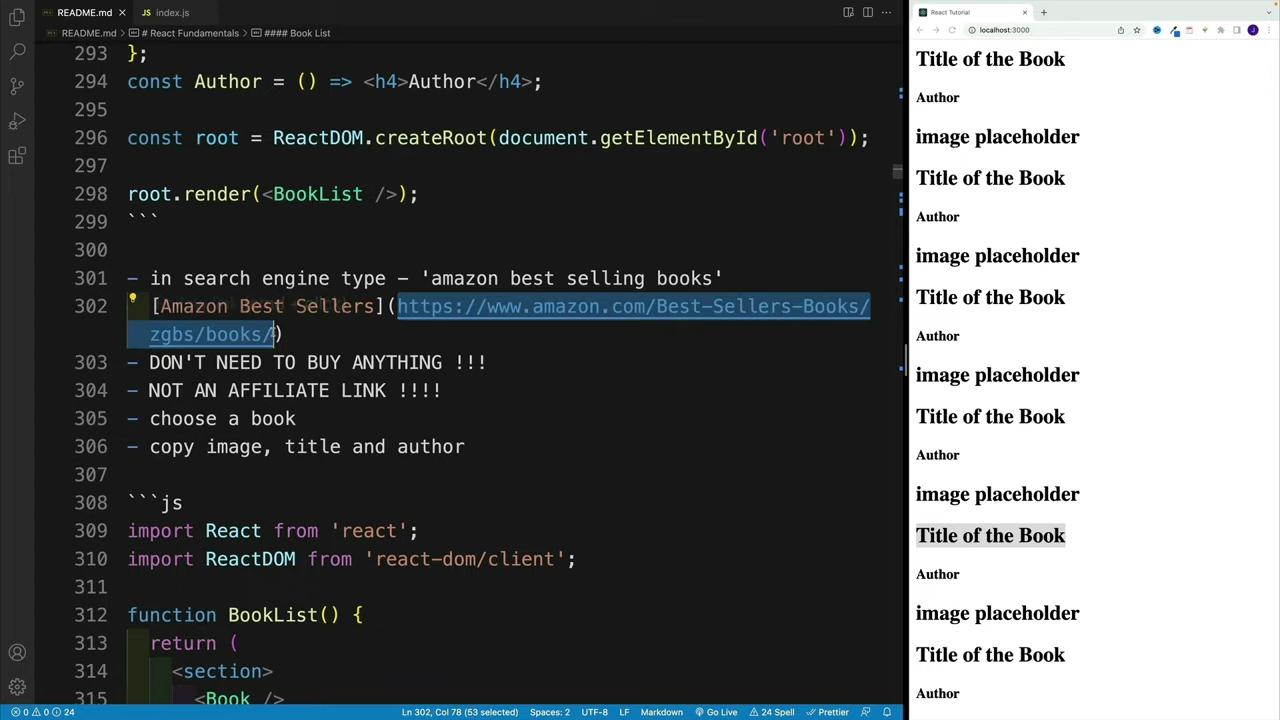 README.md
index.js
README.md > # React Fundamentals > #### Book List
293 };
294 const Author = () => <h4>Author</h4>;
295
296 const root = ReactDOM.createRoot(document.getElementById('root'));
297
298 root.render(<BookList />);
299 ```
300
301 - in search engine type - 'amazon best selling books'
302 [Amazon Best Sellers](https://www.amazon.com/Best-Sellers-Books/
zgbs/books/)
303 - DON'T NEED TO BUY ANYTHING !!!
304 - NOT AN AFFILIATE LINK !!!!
305 - choose a book
306 - copy image, title and author
307
308 ```js
309 import React from 'react';
310 import ReactDOM from 'react-dom/client';
311
312 function BookList() {
313 return (
314 <section>
315 <Book />
0 0 24
Ln 302, Col 78 (53 selected)
Spaces: 2
UTF-8
LF
Markdown
Go Live
24 Spell
Prettier
React Tutorial
localhost:3000
J
Title of the Book
Author
image placeholder
Title of the Book
Author
image placeholder
Title of the Book
Author
image placeholder
Title of the Book
Author
image placeholder
Title of the Book
Author
image placeholder
Title of the Book
Author